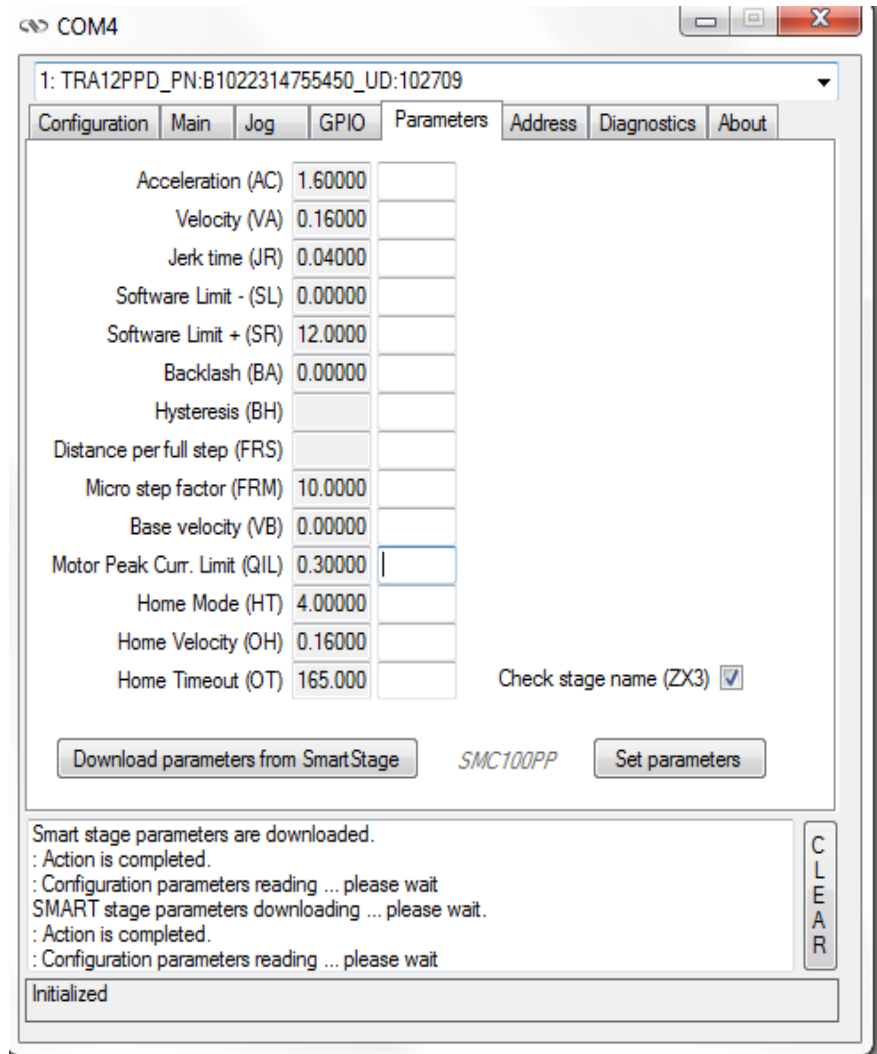 COM4
1: TRA12PPD_PN:B1022314755450_UD:102709
Configuration Main Jog GPIO Parameters Address Diagnostics About
Acceleration (AC) 1.60000
Velocity (VA) 0.16000
Jerk time (JR) 0.04000
Software Limit - (SL) 0.00000
Software Limit + (SR) 12.0000
Backlash (BA) 0.00000
Hysteresis (BH)
Distance per full step (FRS)
Micro step factor (FRM) 10.0000
Base velocity (VB) 0.00000
Motor Peak Curr. Limit (QIL) 0.30000
Home Mode (HT) 4.00000
Home Velocity (OH) 0.16000
Home Timeout (OT) 165.000 Check stage name (ZX3)
Download parameters from SmartStage SMC100PP Set parameters
Smart stage parameters are downloaded.
: Action is completed.
: Configuration parameters reading ... please wait
SMART stage parameters downloading ... please wait.
: Action is completed.
: Configuration parameters reading ... please wait
CLEAR
Initialized